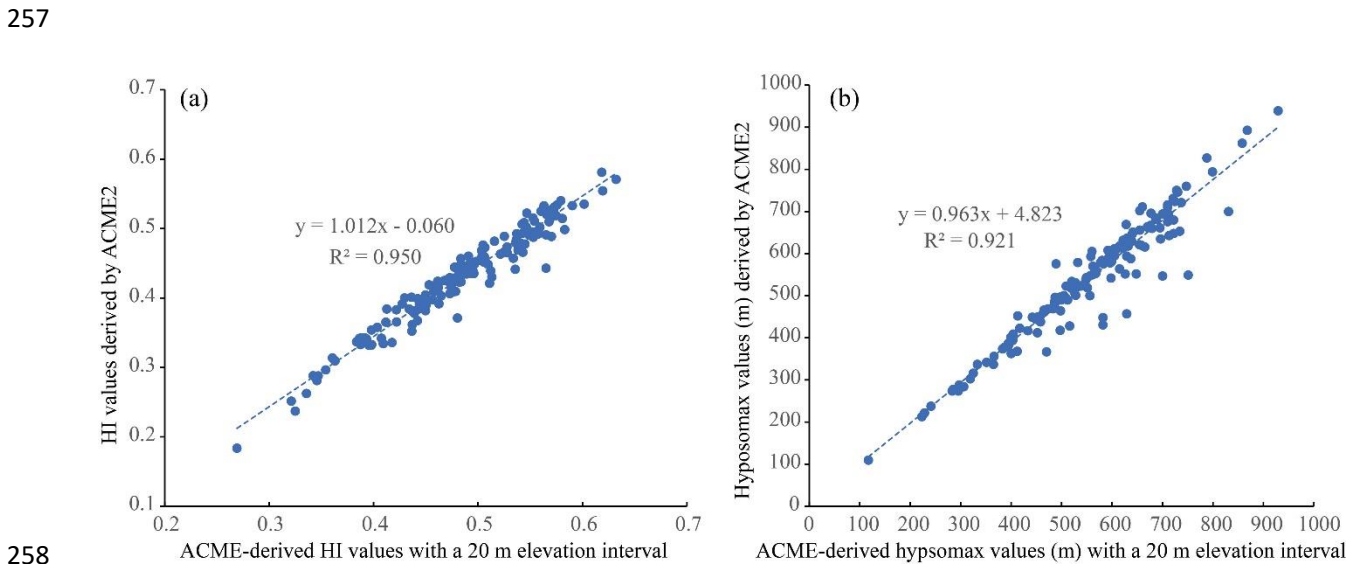 257
(a)
0.7
0.6
0.5
0.4
0.3
0.2
0.1
0.2 0.3 0.4 0.5 0.6 0.7
y = 1.012x - 0.060
R² = 0.950
HI values derived by ACME2
ACME-derived HI values with a 20 m elevation interval
(b)
1000
900
800
700
600
500
400
300
200
100
0
0 100 200 300 400 500 600 700 800 900 1000
y = 0.963x + 4.823
R² = 0.921
Hyposomax values (m) derived by ACME2
ACME-derived hypsomax values (m) with a 20 m elevation interval
258